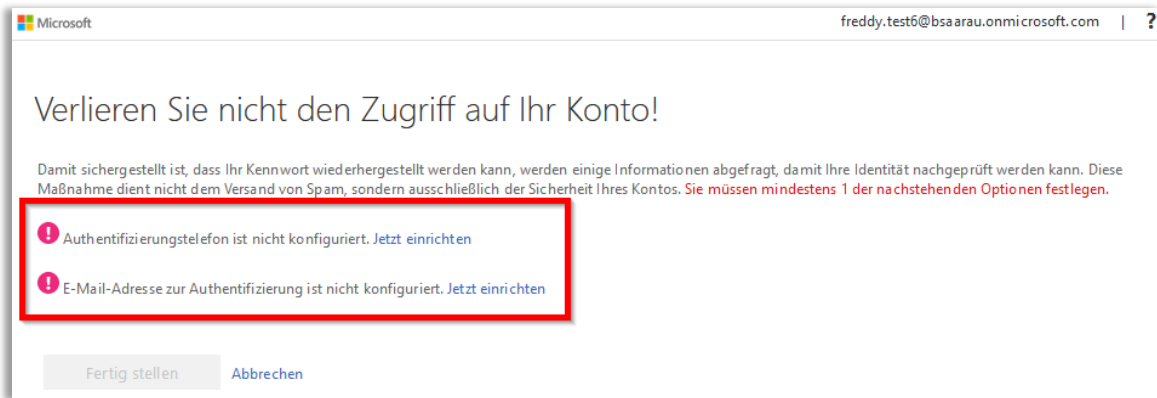 Microsoft
freddy.test6@bsaarau.onmicrosoft.com | ?
Verlieren Sie nicht den Zugriff auf Ihr Konto!
Damit sichergestellt ist, dass Ihr Kennwort wiederhergestellt werden kann, werden einige Informationen abgefragt, damit Ihre Identität nachgeprüft werden kann. Diese
Maßnahme dient nicht dem Versand von Spam, sondern ausschließlich der Sicherheit Ihres Kontos. Sie müssen mindestens 1 der nachstehenden Optionen festlegen.
Authentifizierungstelefon ist nicht konfiguriert. Jetzt einrichten
E-Mail-Adresse zur Authentifizierung ist nicht konfiguriert. Jetzt einrichten
Fertig stellen Abbrechen